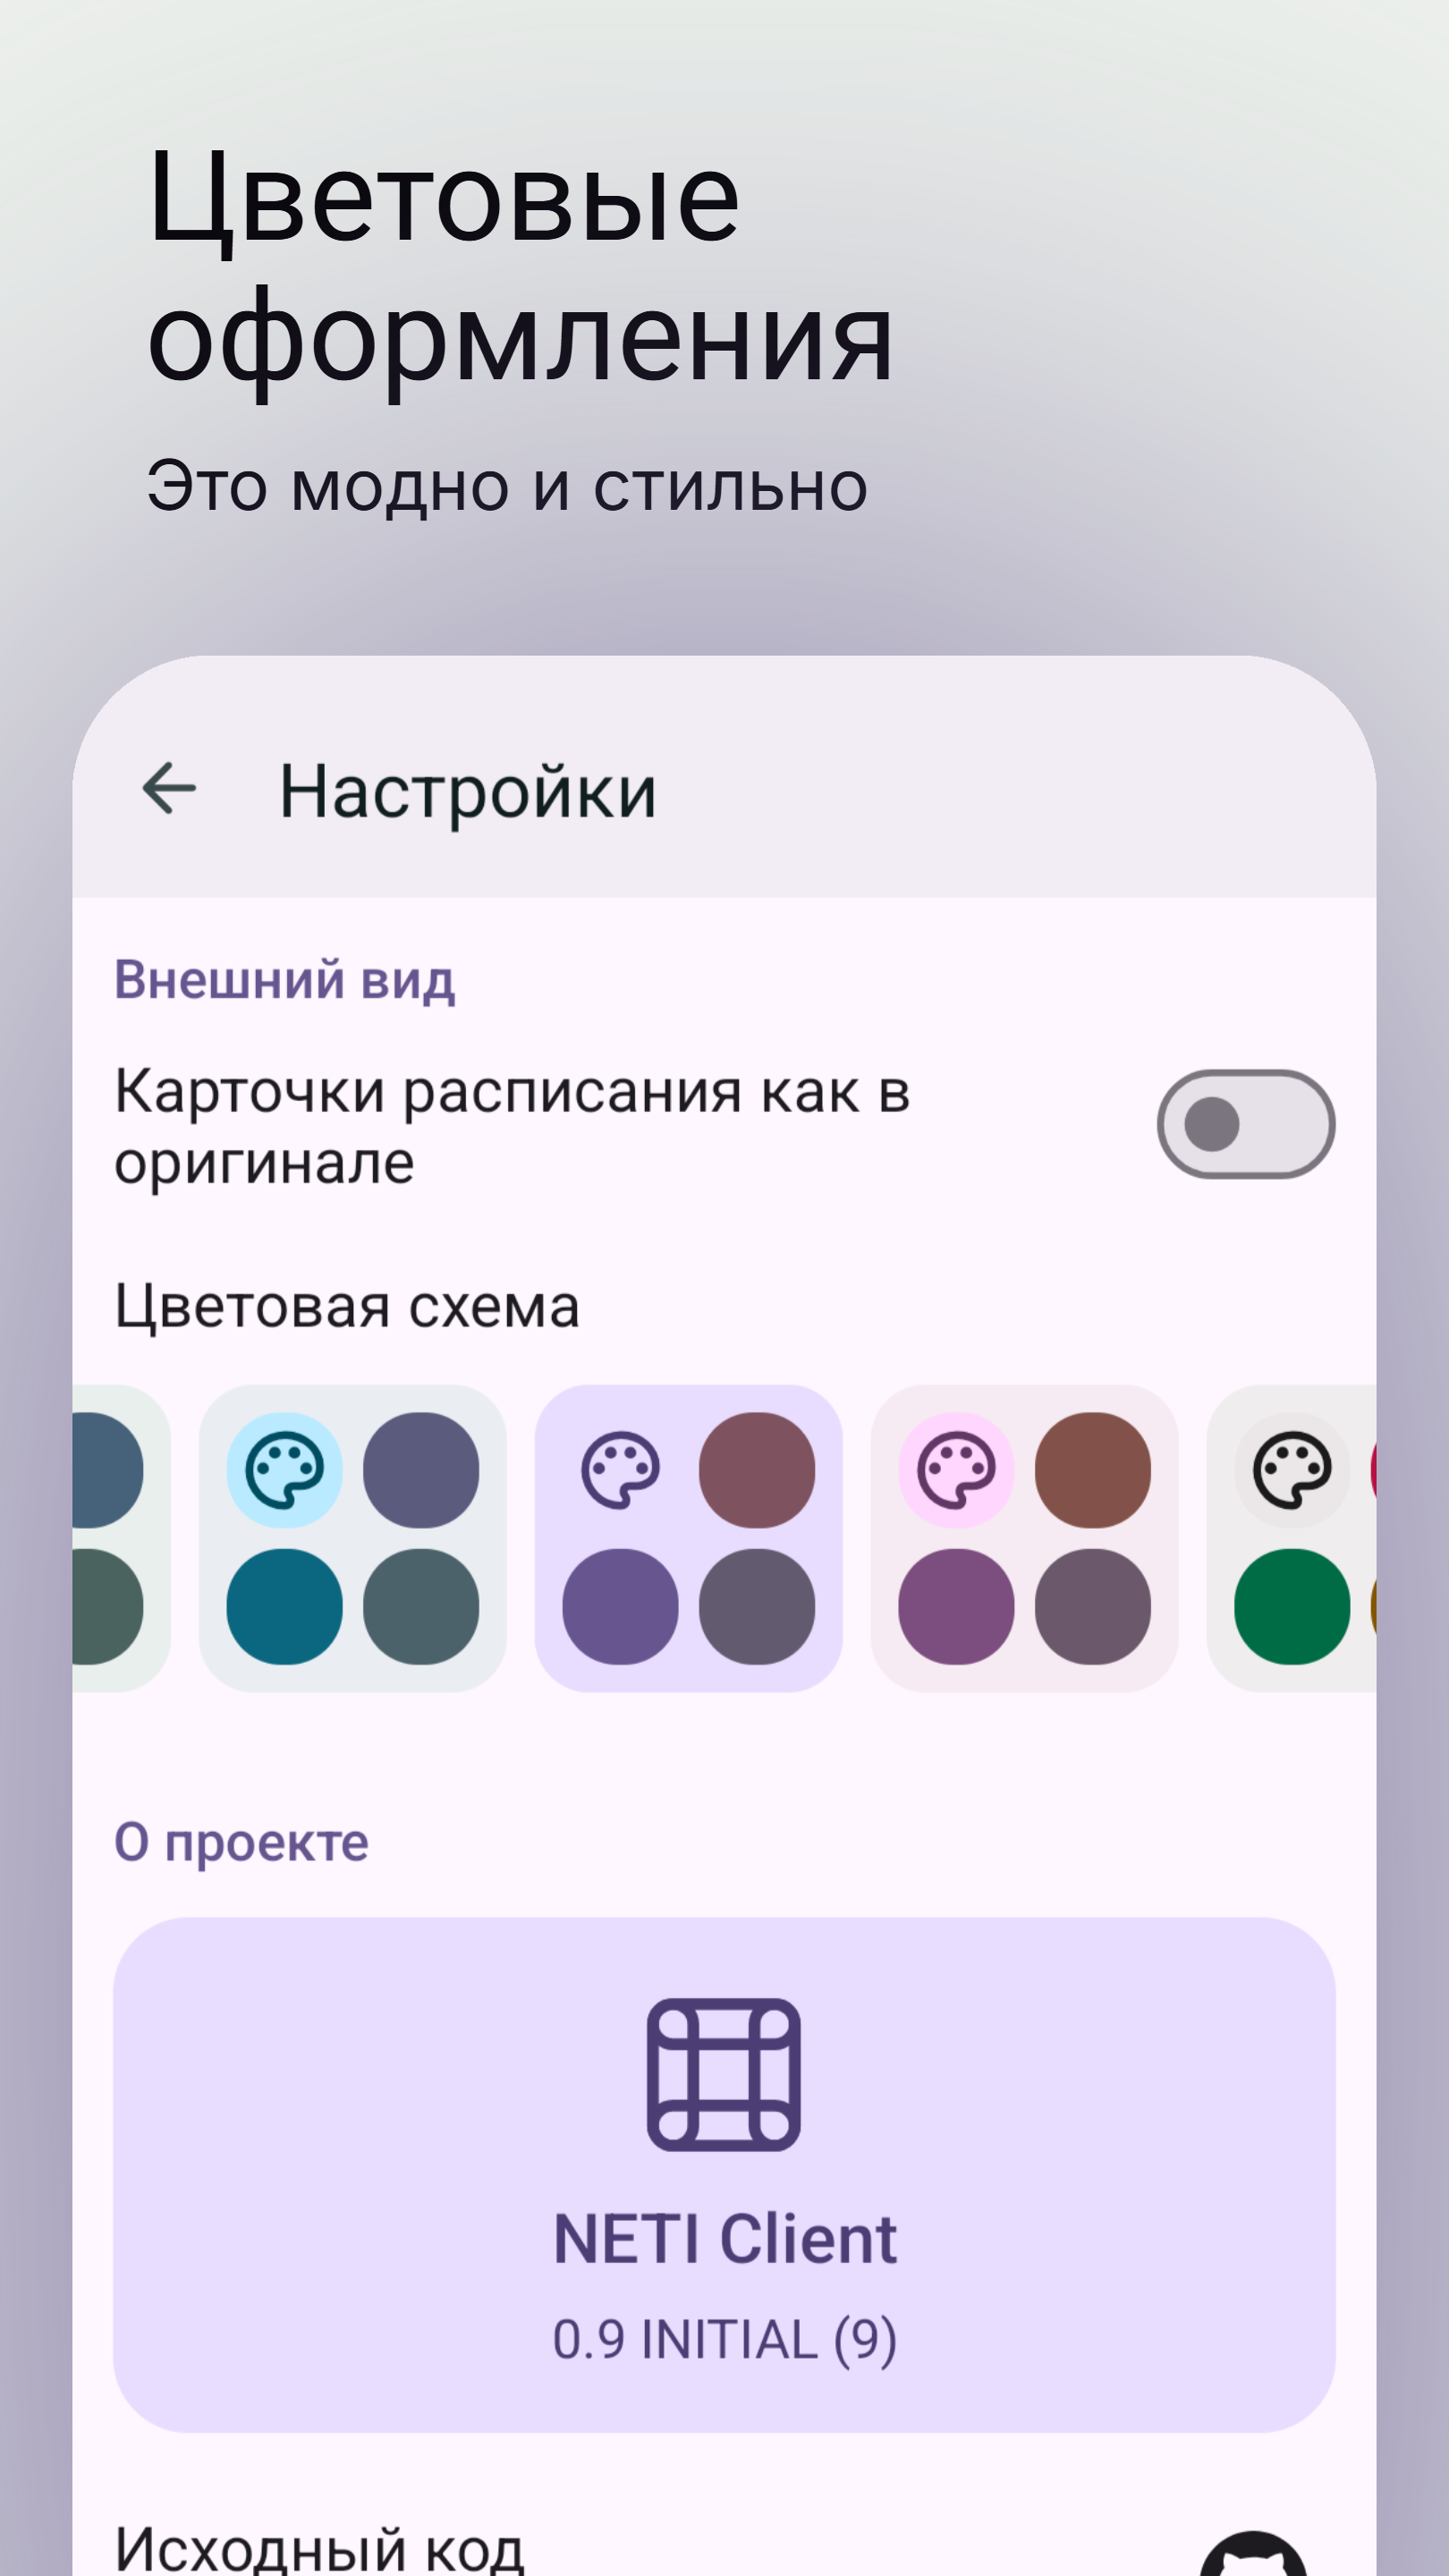 Цветовые
оформления
Это модно и стильно
Настройки
Внешний вид
Карточки расписания как в
оригинале
Цветовая схема
О проекте
NETI Client
0.9 INITIAL (9)
Исходный код